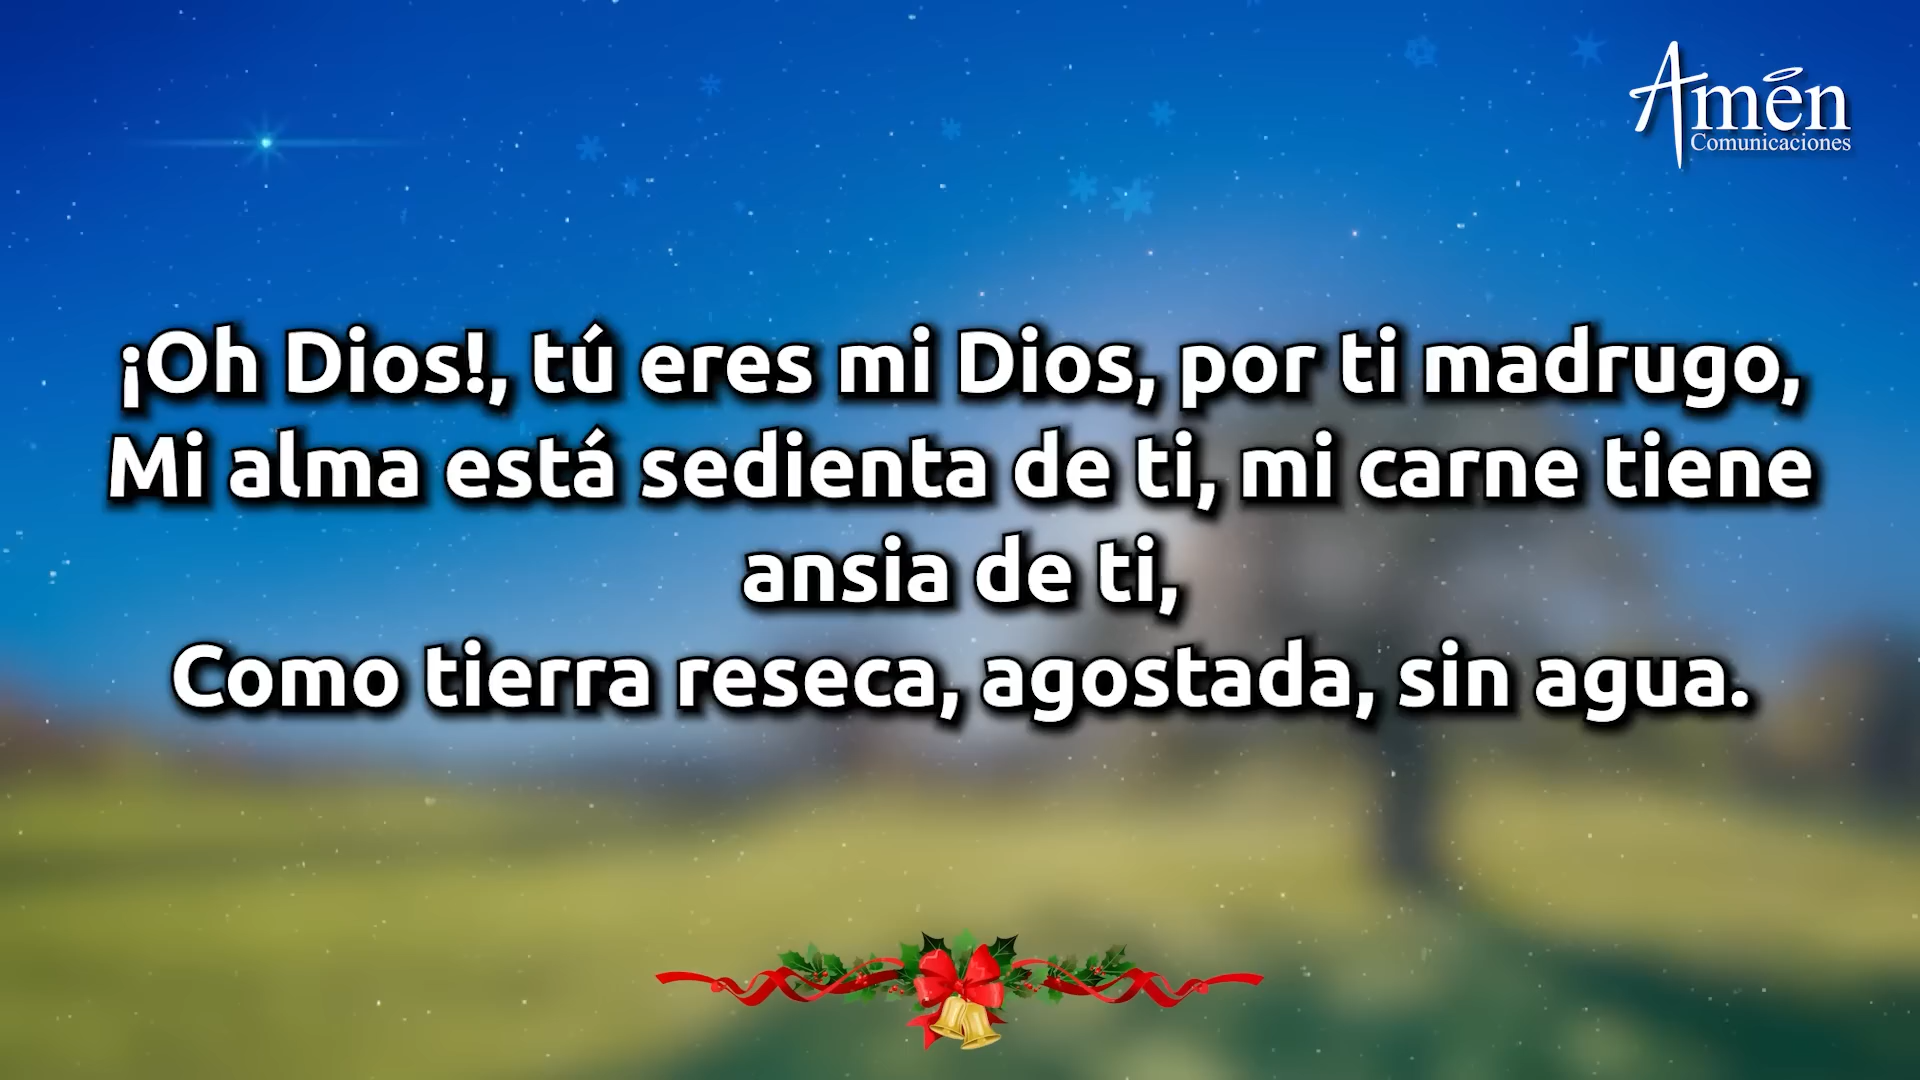 Amén
Comunicaciones
¡Oh Dios!, tú eres mi Dios, por ti madrugo,
Mi alma está sedienta de ti, mi carne tiene
ansia de ti,
Como tierra reseca, agostada, sin agua.